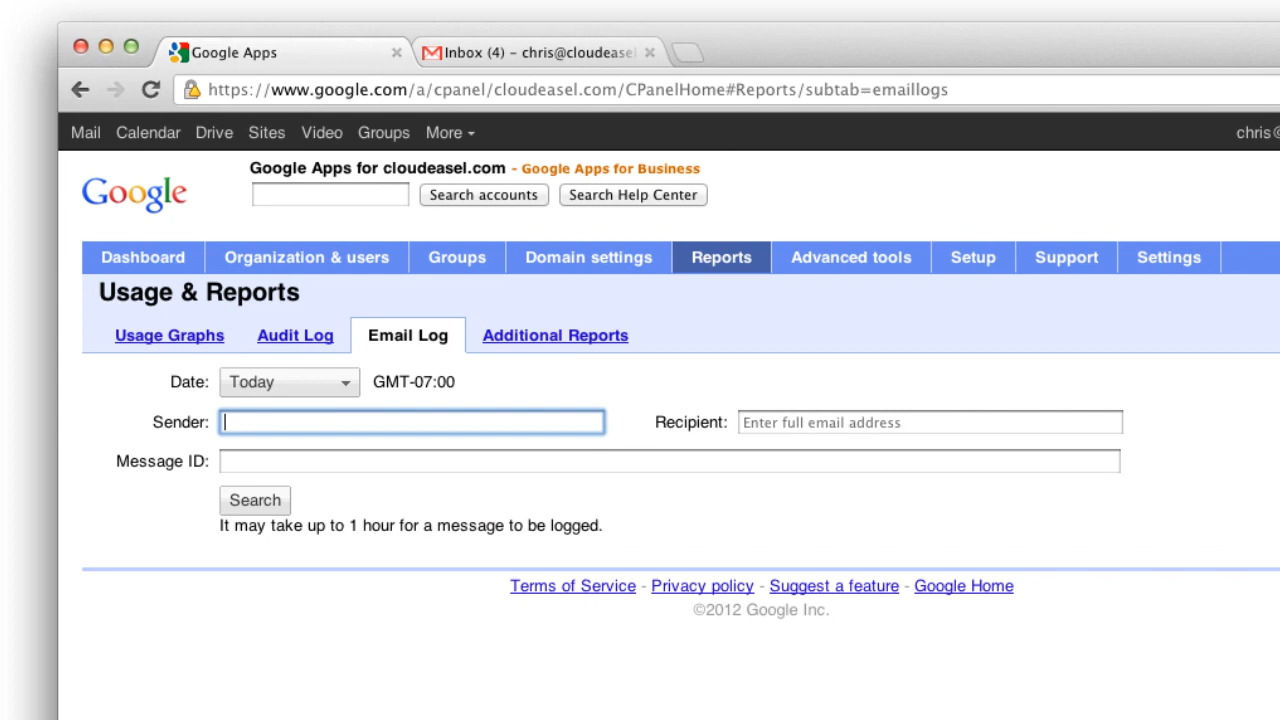 Google Apps
Inbox (4) – chris@cloudeasel
https://www.google.com/a/cpanel/cloudeasel.com/CPanelHome#Reports/subtab=emaillogs
Mail Calendar Drive Sites Video Groups More chris@
Google Apps for cloudeasel.com - Google Apps for Business
Google Search accounts Search Help Center
Dashboard Organization & users Groups Domain settings Reports Advanced tools Setup Support Settings
Usage & Reports
Usage Graphs Audit Log Email Log Additional Reports
Date: Today GMT-07:00
Sender: Recipient: Enter full email address
Message ID:
Search
It may take up to 1 hour for a message to be logged.
Terms of Service - Privacy policy - Suggest a feature - Google Home
©2012 Google Inc.